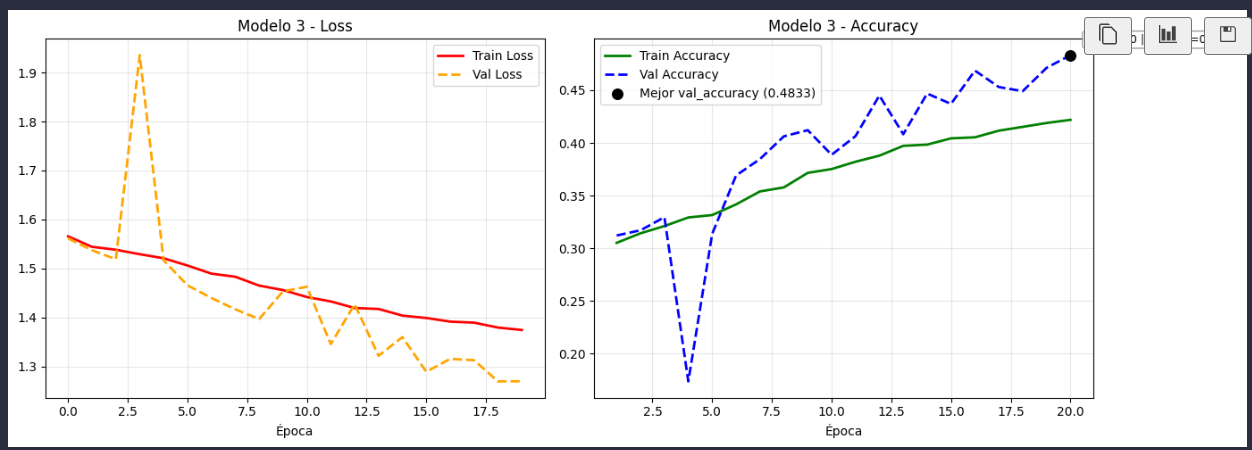 Modelo 3 - Loss
Train Loss
Val Loss
1.9
1.8
1.7
1.6
1.5
1.4
1.3
0.0 2.5 5.0 7.5 10.0 12.5 15.0 17.5
Época
Modelo 3 - Accuracy
Train Accuracy
Val Accuracy
Mejor val_accuracy (0.4833)
0.45
0.40
0.35
0.30
0.25
0.20
2.5 5.0 7.5 10.0 12.5 15.0 17.5 20.0
Época